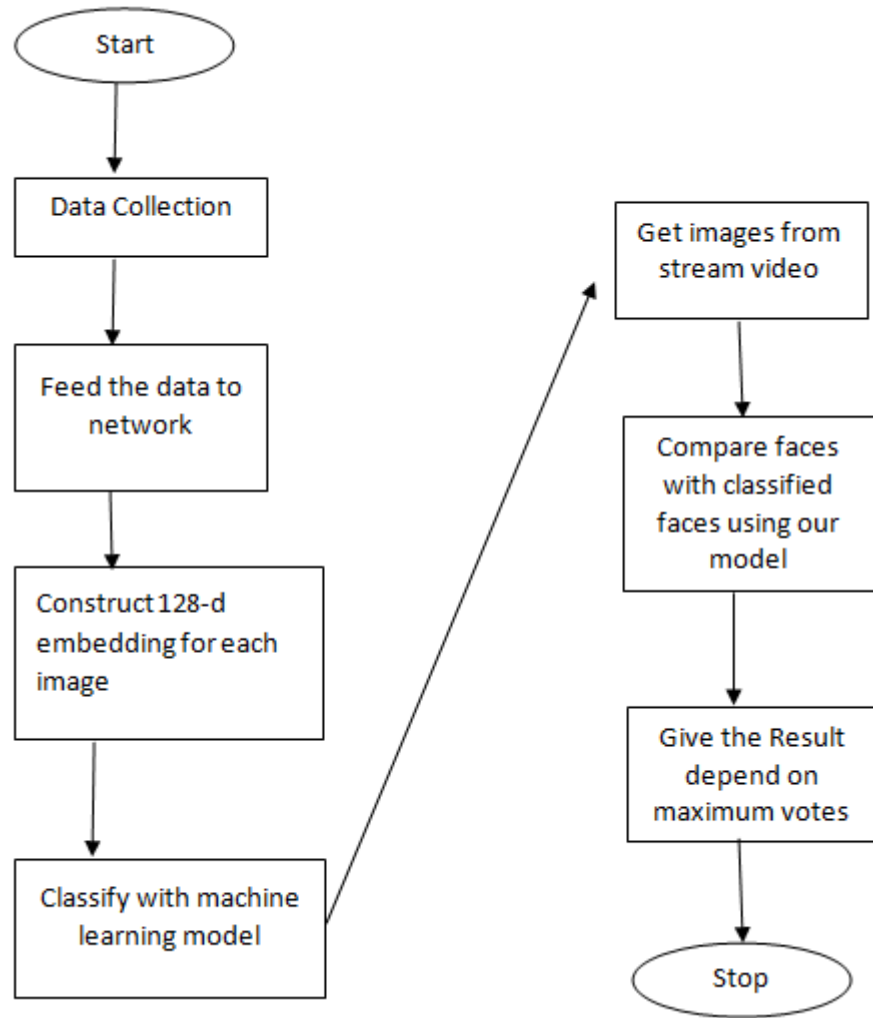 Start
Data Collection
Feed the data to
network
Construct 128-d
embedding for each
image
Classify with machine
learning model
Get images from
stream video
Compare faces
with classified
faces using our
model
Give the Result
depend on
maximum votes
Stop